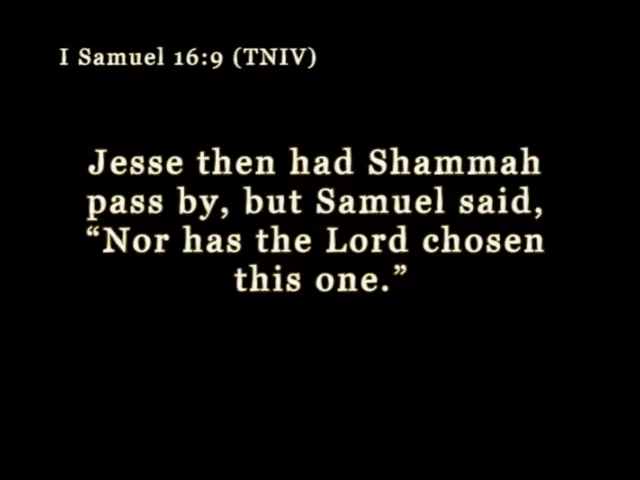 I Samuel 16:9 (TNIV)
Jesse then had Shammah
pass by, but Samuel said,
“Nor has the Lord chosen
this one.”